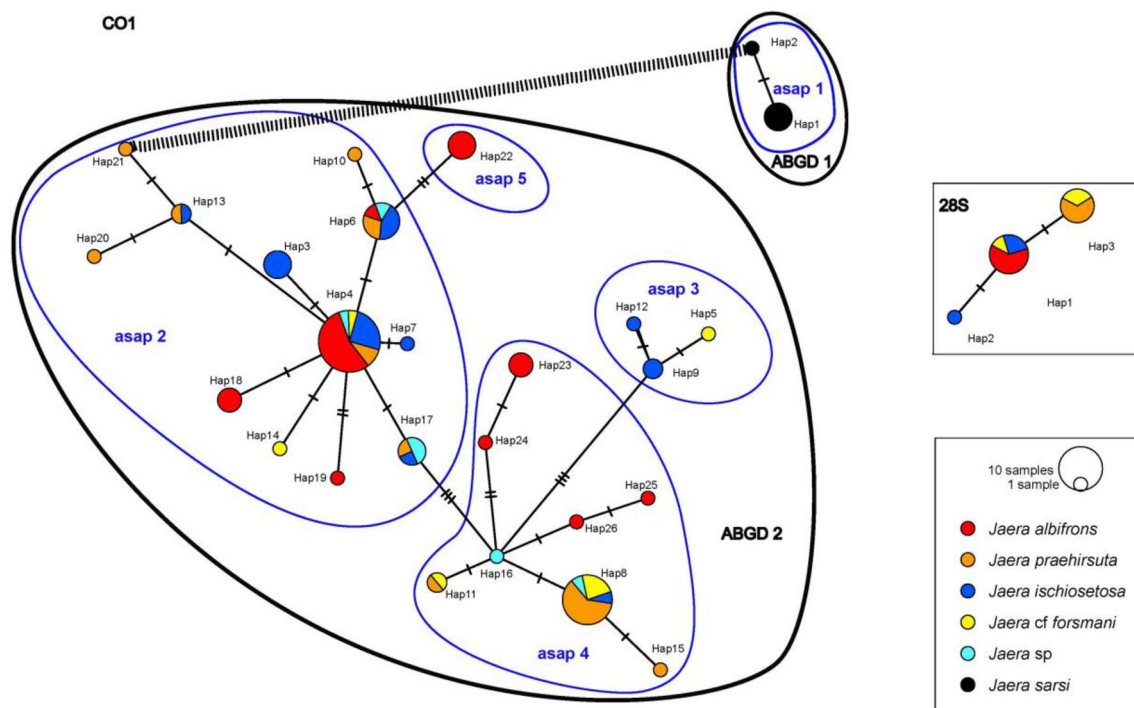 CO1
Hap2
asap 1
Hap1
ABGD 1
Hap21
Hap10
Hap22
asap 5
Hap13
Hap6
Hap20
Hap3
Hap4
asap 2
Hap7
Hap18
Hap14
Hap19
Hap17
asap 3
Hap12
Hap5
Hap9
Hap23
Hap24
Hap25
Hap26
ABGD 2
Hap16
Hap11
Hap8
Hap15
asap 4
28S
Hap3
Hap1
Hap2
10 samples
1 sample
Jaera albifrons
Jaera praehirsuta
Jaera ischiosetosa
Jaera cf forsmani
Jaera sp
Jaera sarsi